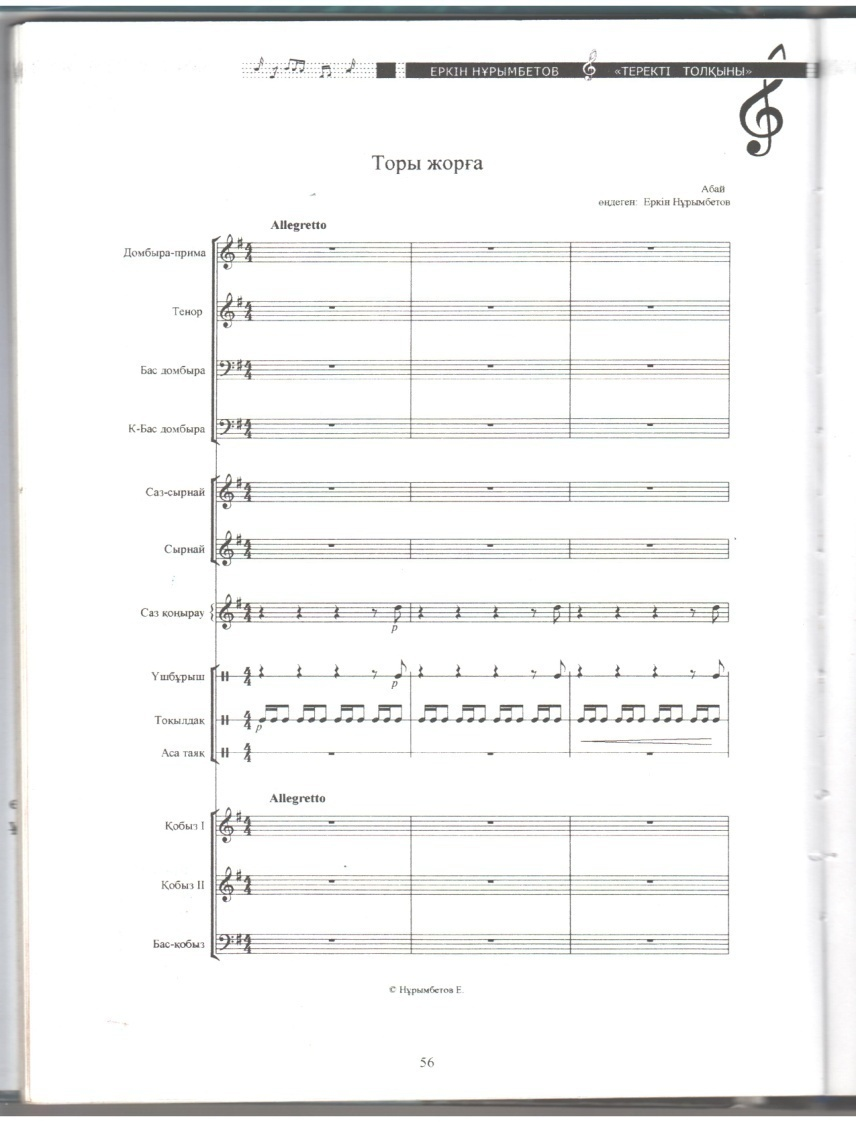 ЕРКІН НҰРЫМБЕТОВ «ТЕРЕКТІ ТОЛҚЫНЫ»
Торы жорға
Абай
өңдеген: Еркін Нұрымбетов
Allegretto
Домбыра-прима
Тенор
Бас домбыра
К-Бас домбыра
Саз-сырнай
Сырнай
Саз қоңырау
p
Үшбұрыш
p
Тоқылдақ
p
Аса таяқ
Allegretto
Қобыз I
Қобыз II
Бас-қобыз
© Нұрымбетов Е.
56